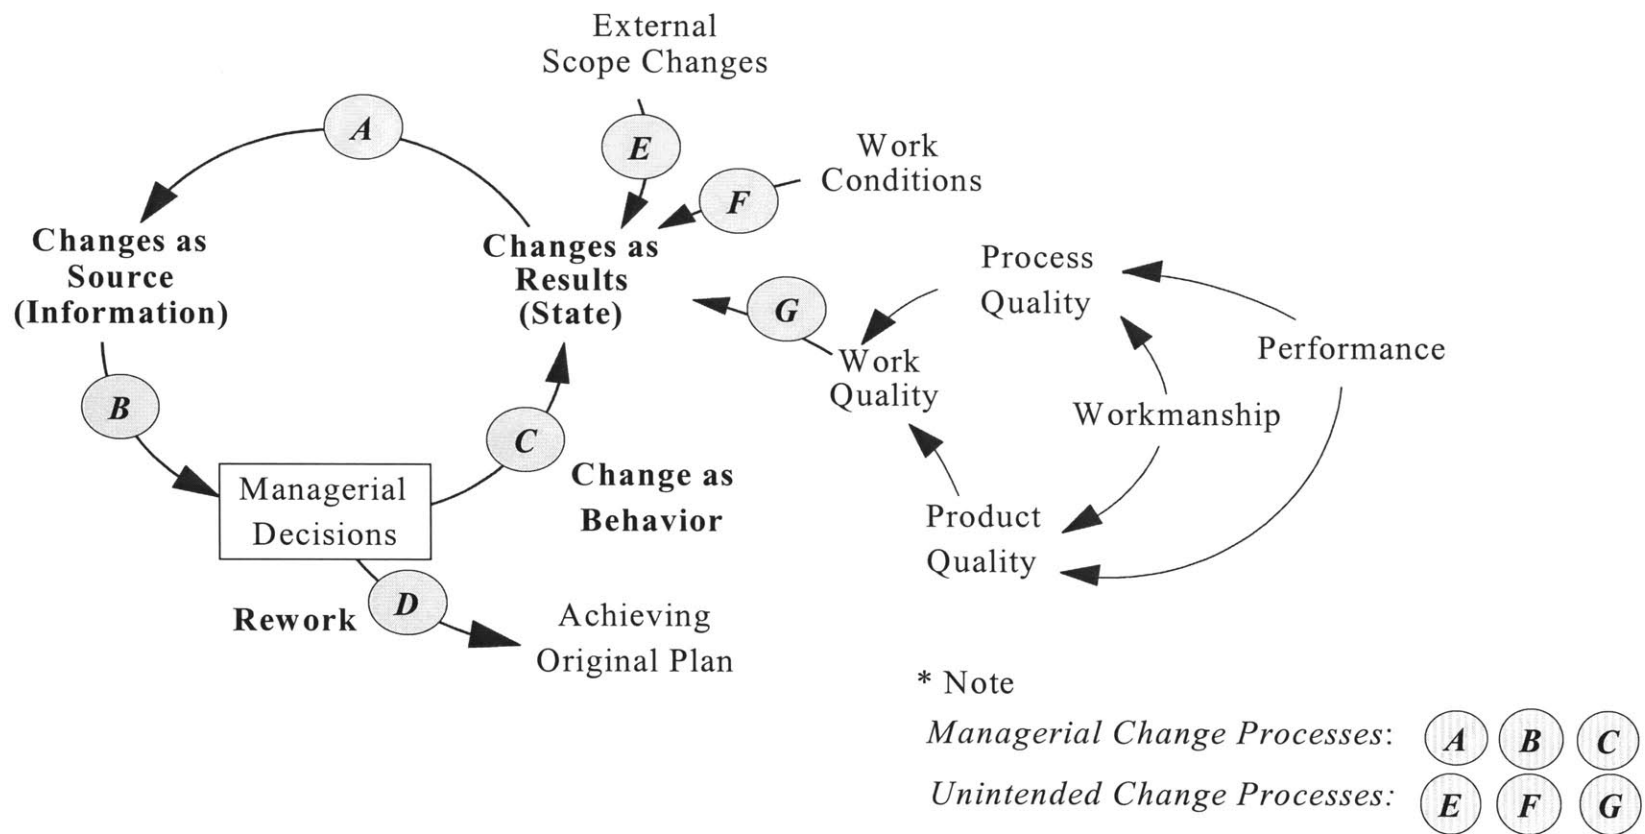 External
Scope Changes
A
E
Work
Conditions
F
Changes as
Source
(Information)
Changes as
Results
(State)
Process
Quality
G
Performance
Work
Quality
B
C
Workmanship
Change as
Behavior
Managerial
Decisions
Product
Quality
Rework
D
Achieving
Original Plan
* Note
Managerial Change Processes: A B C
Unintended Change Processes: E F G